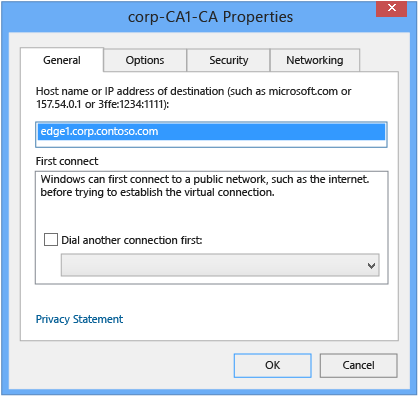 corp-CA1-CA Properties
General
Options
Security
Networking
Host name or IP address of destination (such as microsoft.com or
157.54.0.1 or 3ffe:1234:1111):
edge1.corp.contoso.com
First connect
Windows can first connect to a public network, such as the internet.
before trying to establish the virtual connection.
Dial another connection first:
Privacy Statement
OK
Cancel